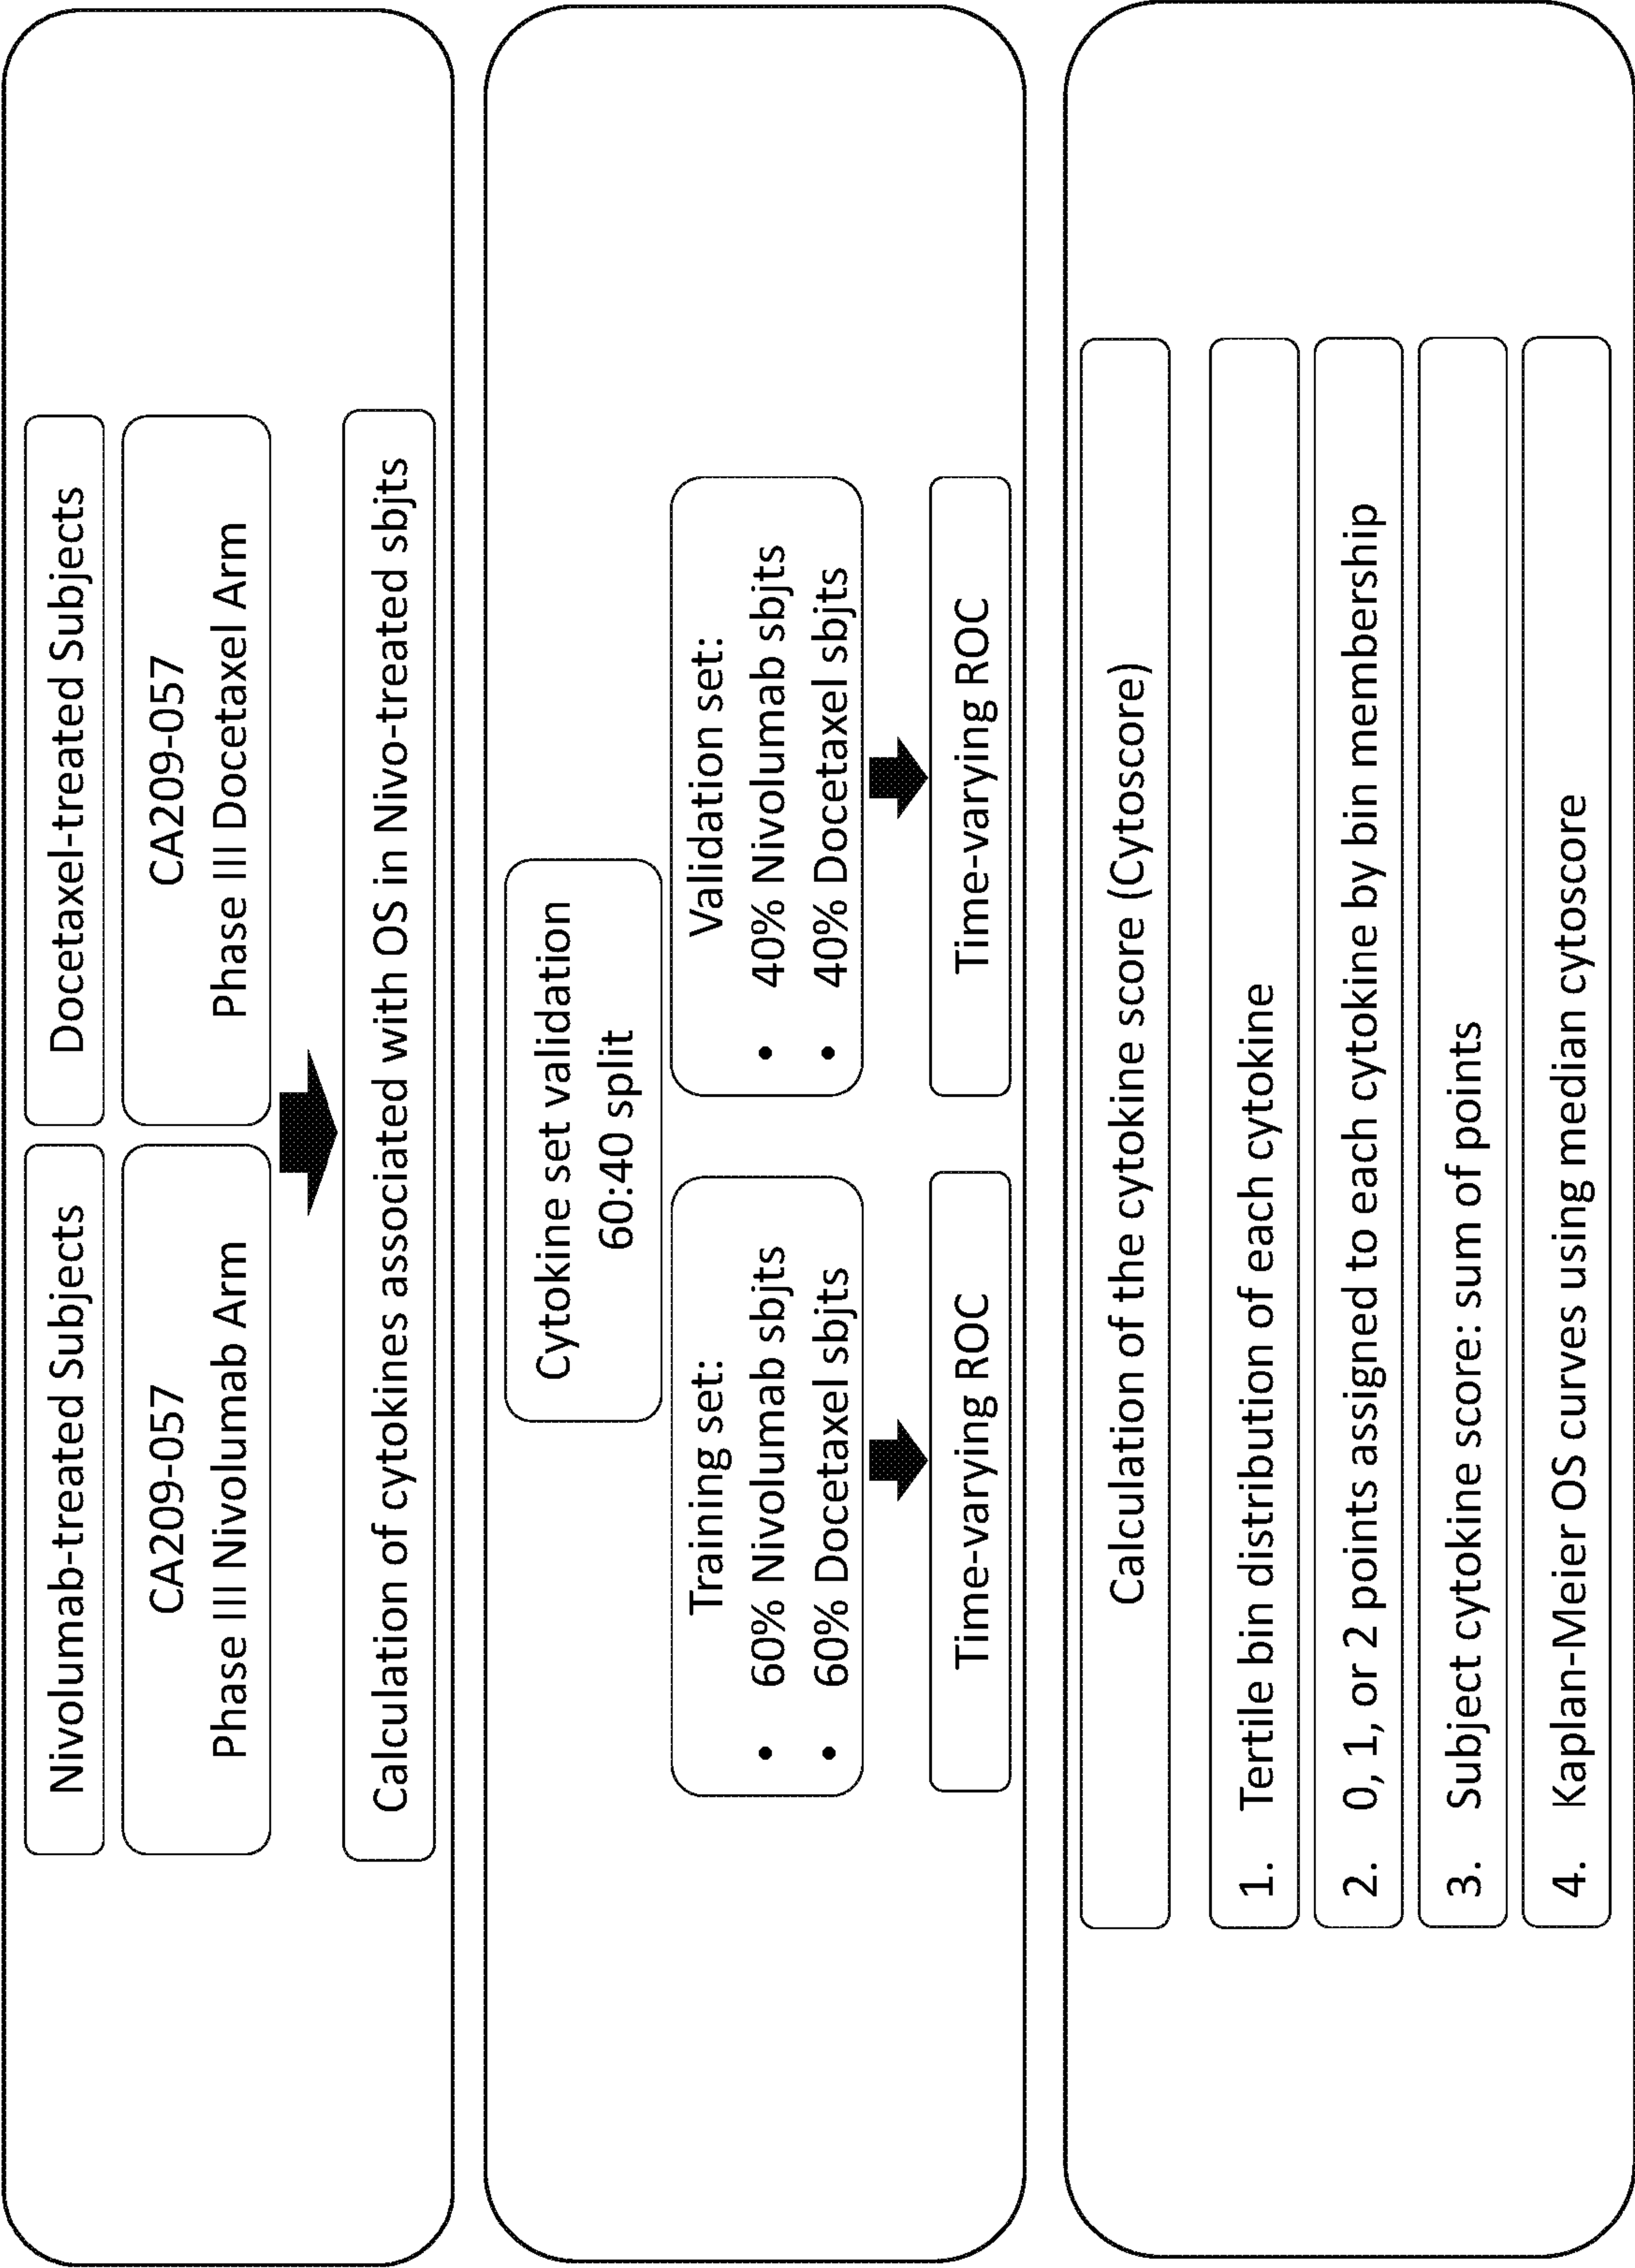 Nivolumab-treated Subjects
Docetaxel-treated Subjects
CA209-057
Phase III Nivolumab Arm
CA209-057
Phase III Docetaxel Arm
Calculation of cytokines associated with OS in Nivo-treated sbjts
Cytokine set validation
60:40 split
Training set:
• 60% Nivolumab sbjts
• 60% Docetaxel sbjts
Validation set:
• 40% Nivolumab sbjts
• 40% Docetaxel sbjts
Time-varying ROC
Time-varying ROC
Calculation of the cytokine score (Cytoscore)
1. Tertile bin distribution of each cytokine
2. 0, 1, or 2 points assigned to each cytokine by bin membership
3. Subject cytokine score: sum of points
4. Kaplan-Meier OS curves using median cytoscore